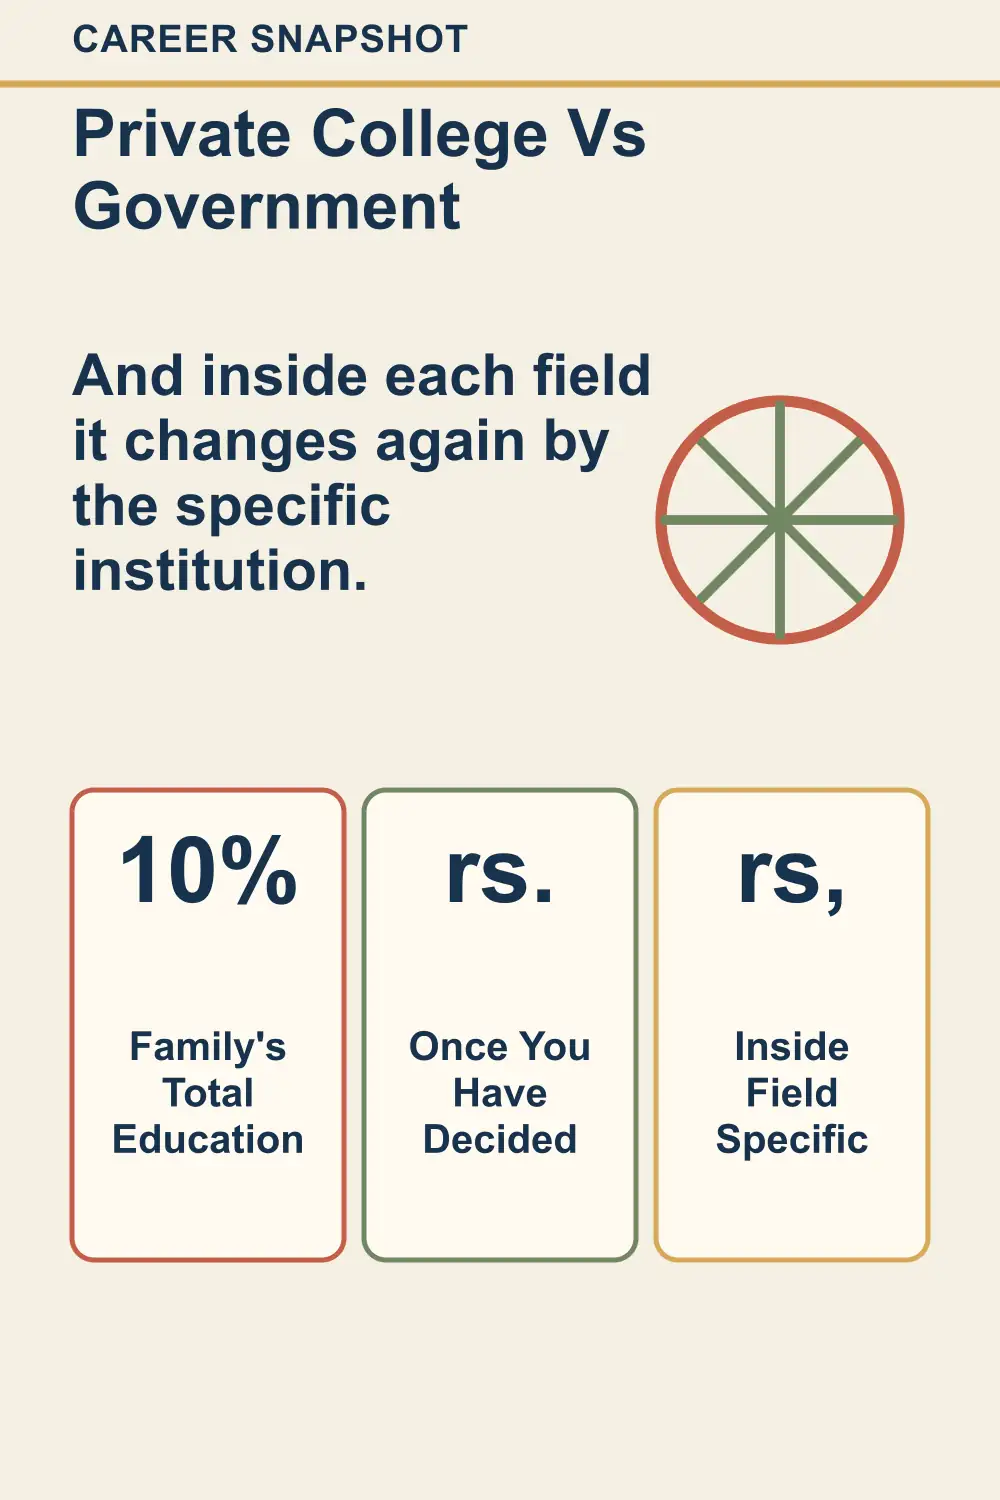 CAREER SNAPSHOT
Private College Vs
Government
And inside each field
it changes again by
the specific
institution.
10%
Family's
Total
Education
rs.
Once You
Have
Decided
rs,
Inside
Field
Specific